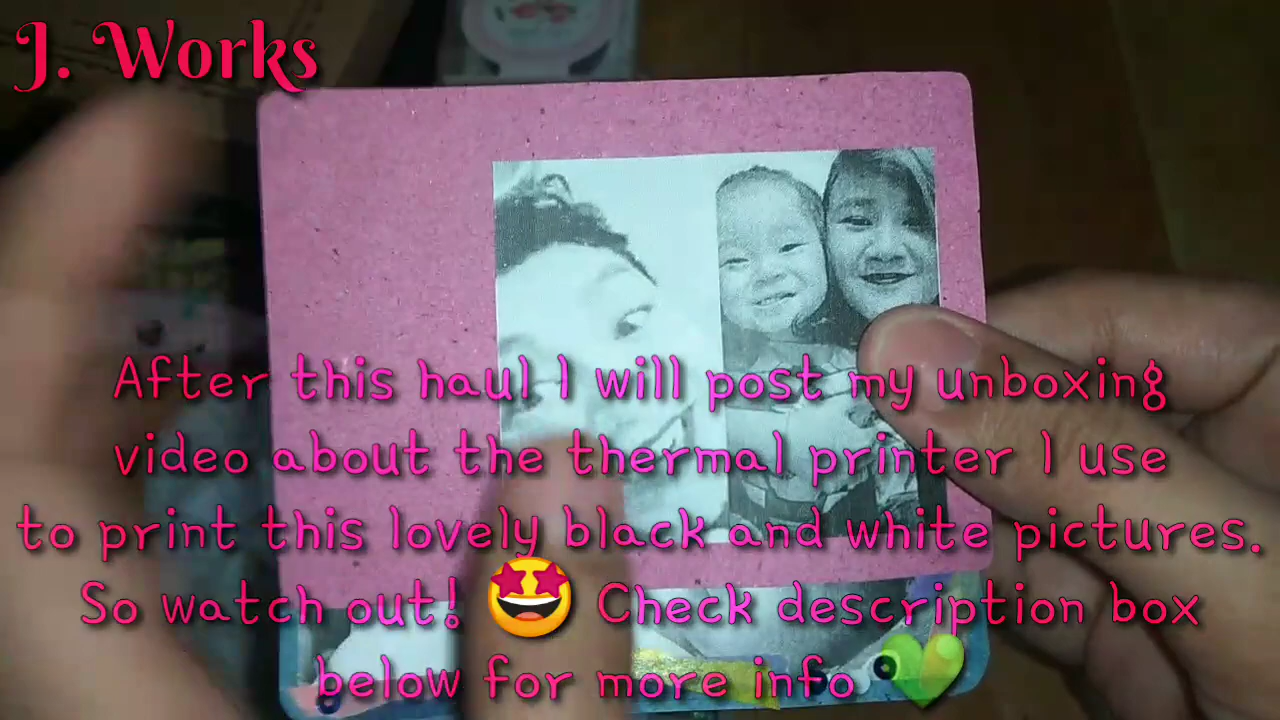 J. Works
After this haul I will post my unboxing
video about the thermal printer I use
to print this lovely black and white pictures.
So watch out! 🤩 Check description box
below for more info 💚